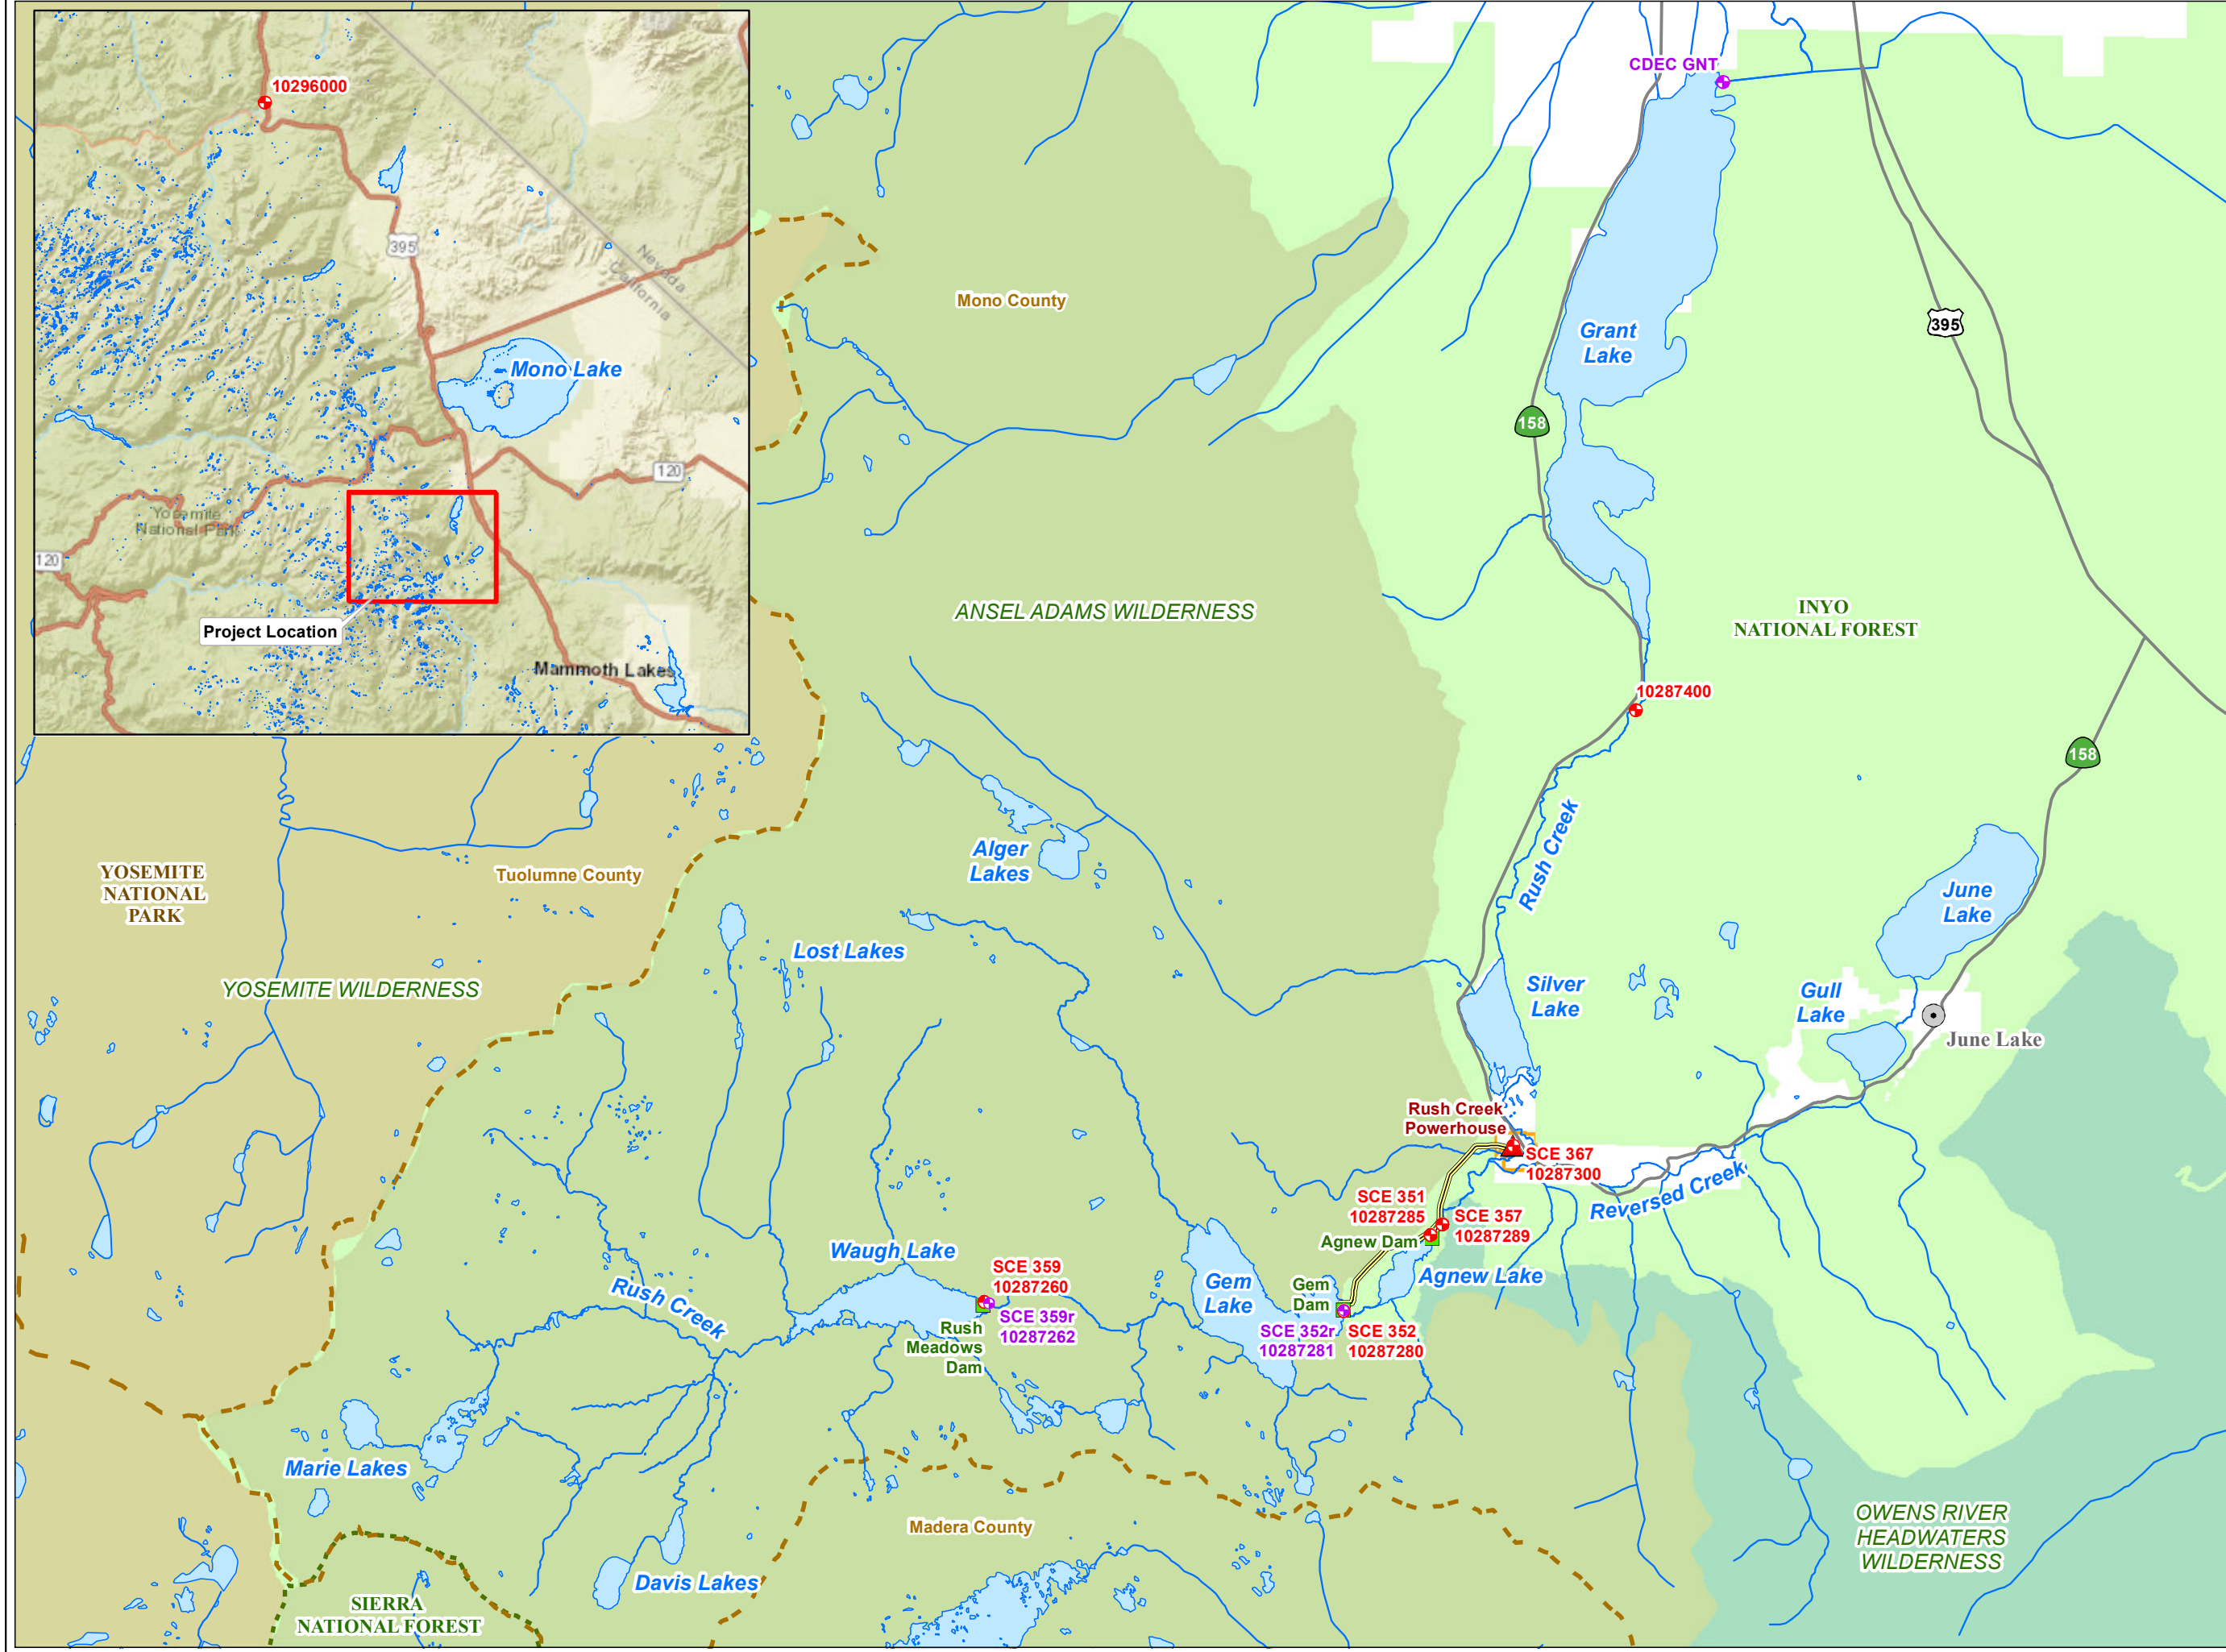 10296000
395
Nevada
California
Mono Lake
120
Yosemite
National Park
120
Project Location
Mammoth Lakes
CDEC GNT
Mono County
Grant
Lake
395
158
ANSEL ADAMS WILDERNESS
INYO
NATIONAL FOREST
10287400
158
Rush Creek
Alger
Lakes
YOSEMITE
NATIONAL
PARK
Tuolumne County
June
Lake
Lost Lakes
YOSEMITE WILDERNESS
Silver
Lake
Gull
Lake
June Lake
Rush Creek
Powerhouse
SCE 367
10287300
Reversed Creek
SCE 351
10287285
SCE 357
10287289
Agnew Dam
Agnew Lake
Waugh Lake
SCE 359
10287260
SCE 359r
10287262
Rush
Meadows
Dam
Rush Creek
Gem
Lake
Gem
Dam
SCE 352r
10287281
SCE 352
10287280
Marie Lakes
Madera County
Davis Lakes
SIERRA
NATIONAL FOREST
OWENS RIVER
HEADWATERS
WILDERNESS